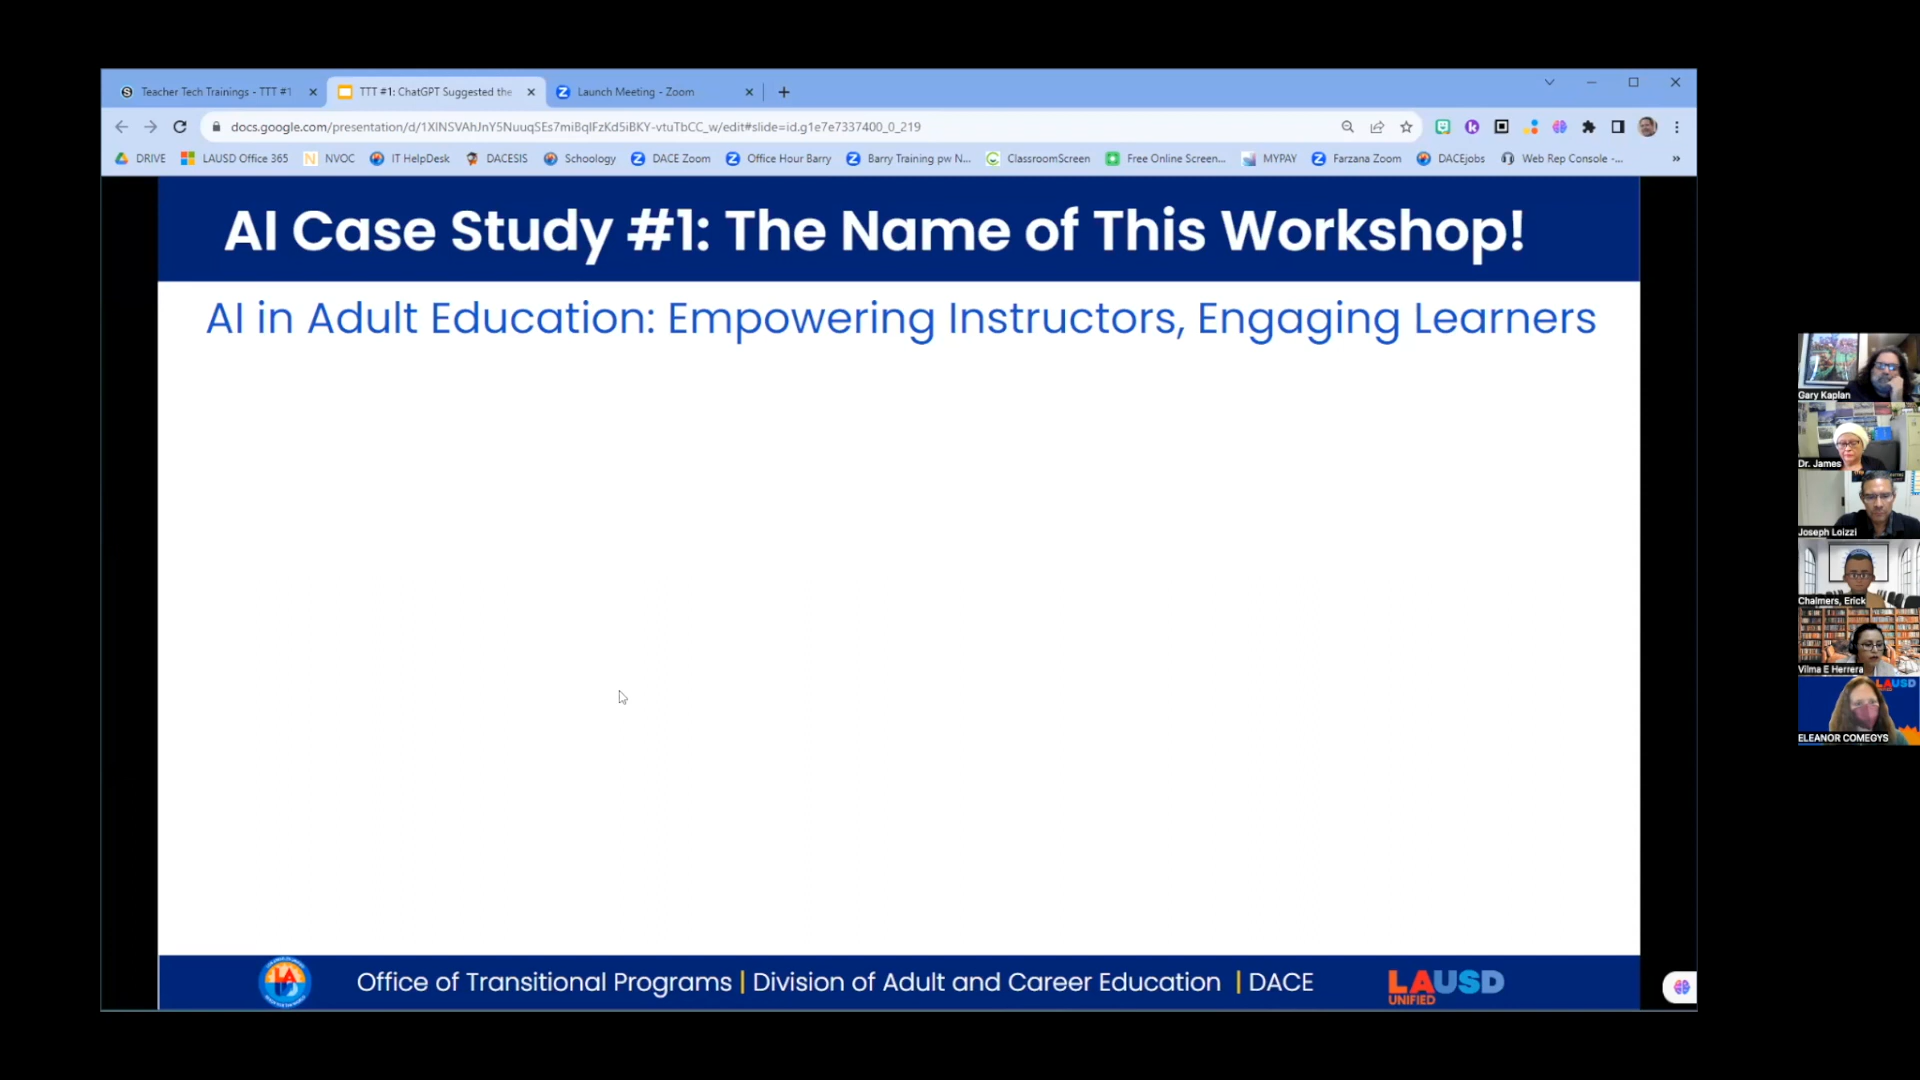 Teacher Tech Trainings - TTT #1
TTT #1: ChatGPT Suggested the
Launch Meeting - Zoom
docs.google.com/presentation/d/1XINSVAhJnY5NuuqSEs7miBqIFzKd5iBKY-vtuTbCC_w/edit#slide=id.g1e7e7337400_0_219
DRIVE LAUSD Office 365 NVOC IT HelpDesk DACESIS Schoology DACE Zoom Office Hour Barry Barry Training pw N... ClassroomScreen Free Online Screen... MYPAY Farzana Zoom DACEjobs Web Rep Console -... »
AI Case Study #1: The Name of This Workshop!
AI in Adult Education: Empowering Instructors, Engaging Learners
Gary Kaplan
Dr. James
Joseph Loizzi
Chalmers, Erick
Vilma E Herrera
LAUSD
ELEANOR COMEGYS
Office of Transitional Programs | Division of Adult and Career Education | DACE
LAUSD
UNIFIED